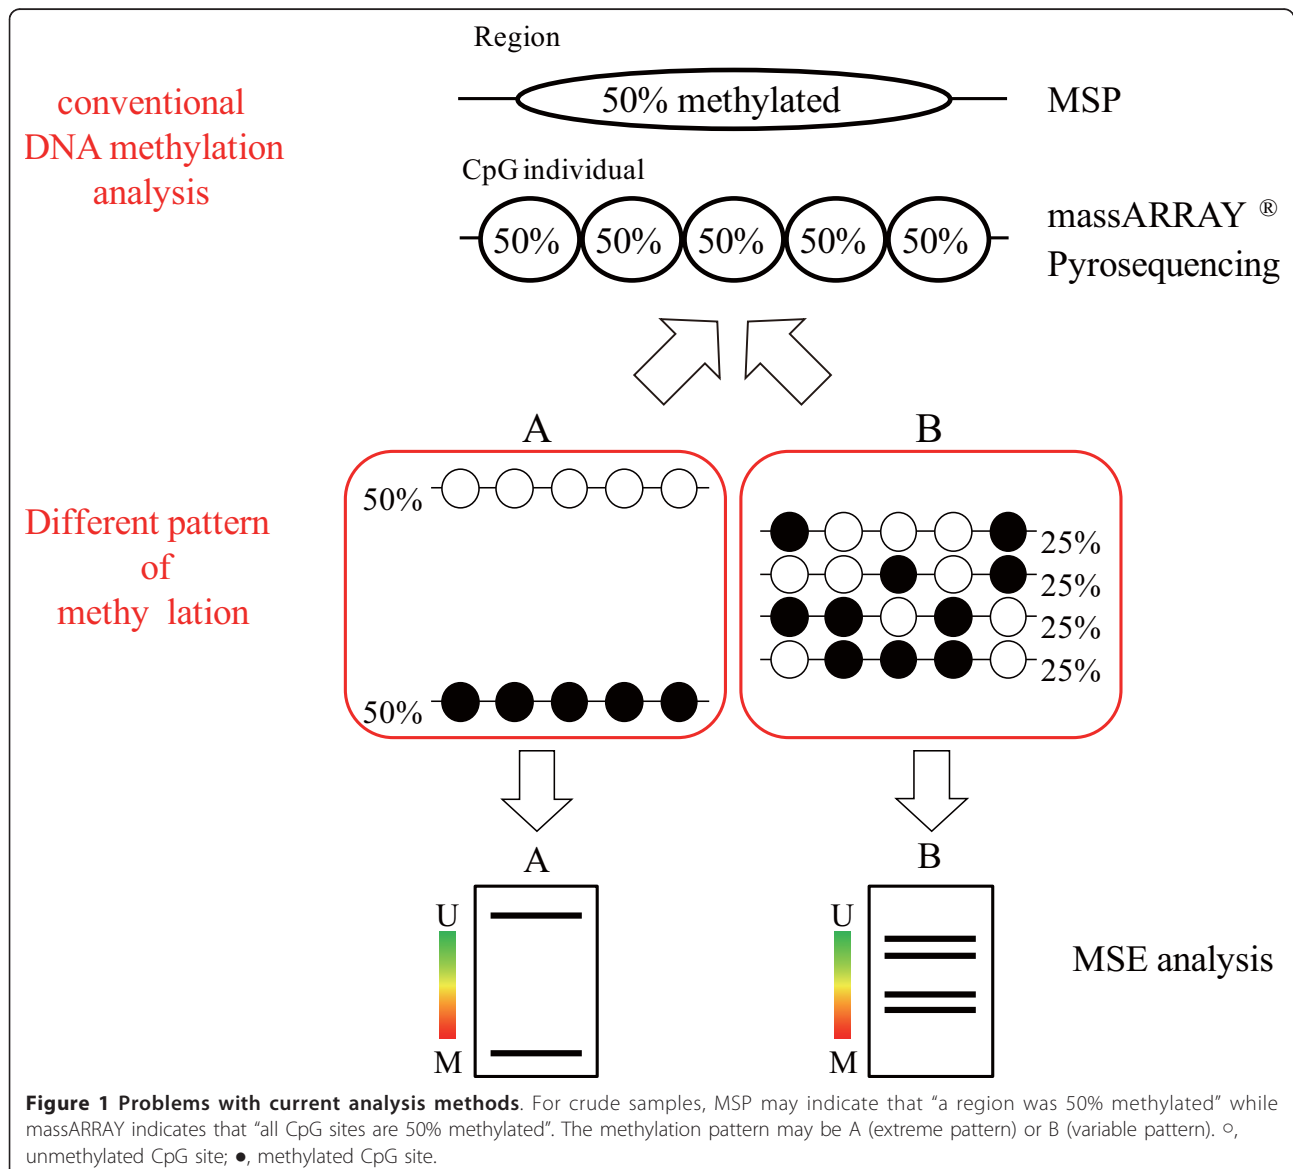 Region
conventional
DNA methylation
analysis
50% methylated
MSP
CpG individual
50% 50% 50% 50% 50%
massARRAY ®
Pyrosequencing
A
B
Different pattern
of
methy lation
50%
50%
25%
25%
25%
25%
A
B
U
M
U
M
MSE analysis
Figure 1 Problems with current analysis methods. For crude samples, MSP may indicate that “a region was 50% methylated” while
massARRAY indicates that “all CpG sites are 50% methylated”. The methylation pattern may be A (extreme pattern) or B (variable pattern). ○,
unmethylated CpG site; ●, methylated CpG site.